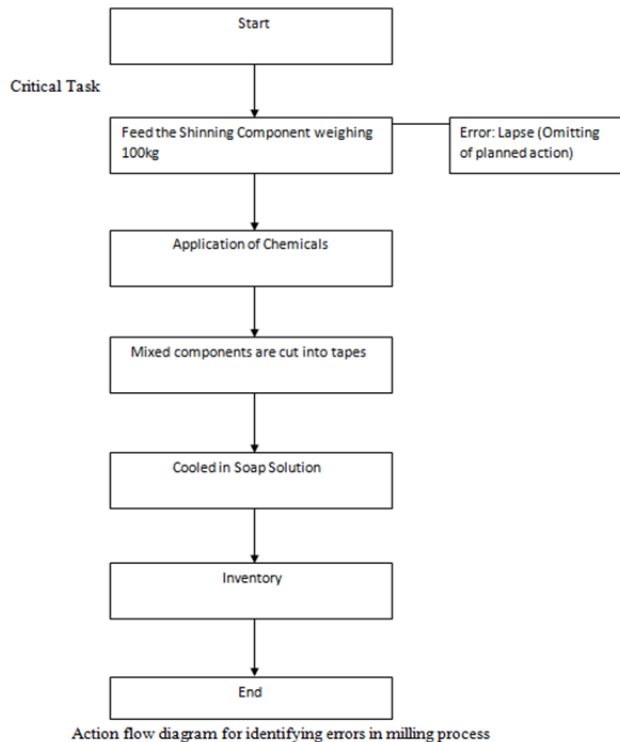 Start
Critical Task
Feed the Shinning Component weighing
100kg
Error: Lapse (Omitting
of planned action)
Application of Chemicals
Mixed components are cut into tapes
Cooled in Soap Solution
Inventory
End
Action flow diagram for identifying errors in milling process